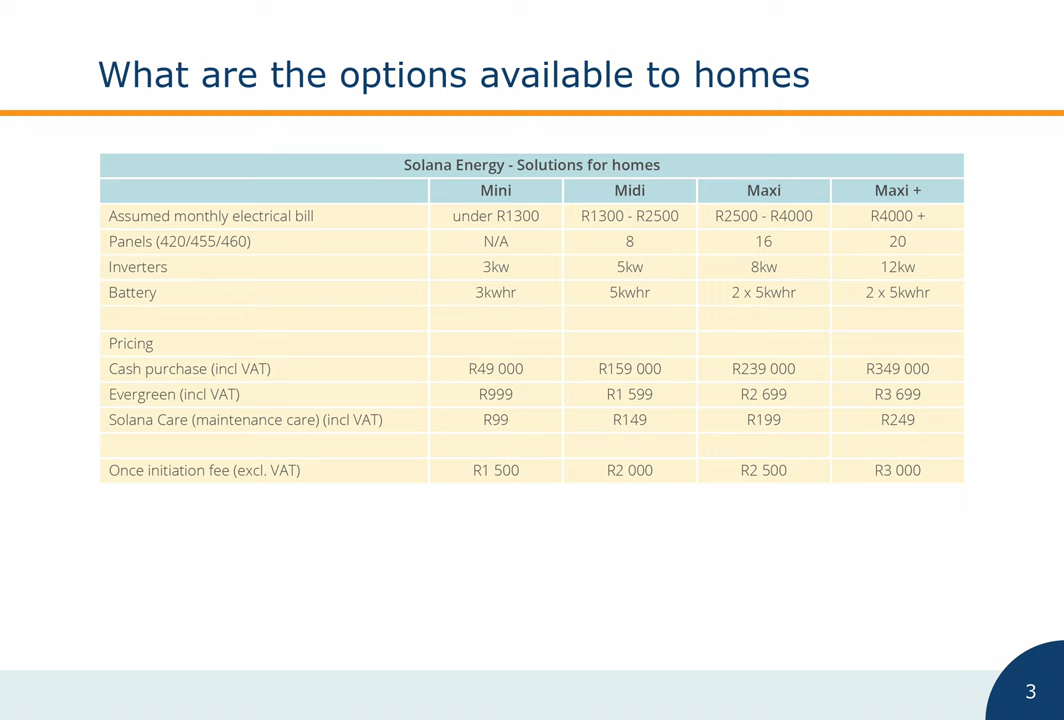 What are the options available to homes
Solana Energy - Solutions for homes
Mini Midi Maxi Maxi +
Assumed monthly electrical bill under R1300 R1300 - R2500 R2500 - R4000 R4000 +
Panels (420/455/460) N/A 8 16 20
Inverters 3kw 5kw 8kw 12kw
Battery 3kwhr 5kwhr 2 x 5kwhr 2 x 5kwhr
Pricing
Cash purchase (incl VAT) R49 000 R159 000 R239 000 R349 000
Evergreen (incl VAT) R999 R1 599 R2 699 R3 699
Solana Care (maintenance care) (incl VAT) R99 R149 R199 R249
Once initiation fee (excl. VAT) R1 500 R2 000 R2 500 R3 000
3